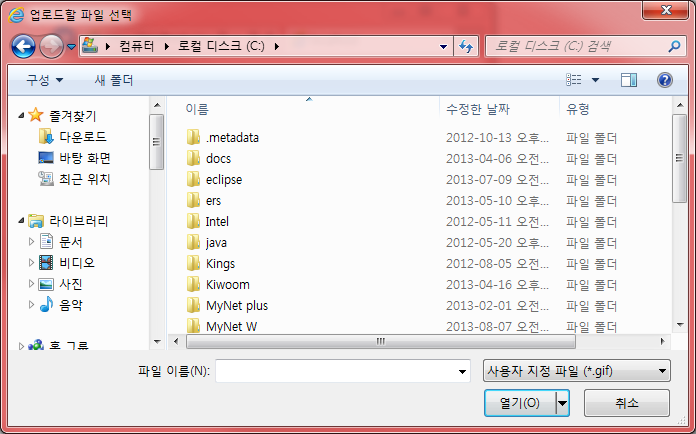 업로드할 파일 선택
컴퓨터 ▸ 로컬 디스크 (C:) ▸
로컬 디스크 (C:) 검색
구성 새 폴더
즐겨찾기
다운로드
바탕 화면
최근 위치
라이브러리
문서
비디오
사진
음악
홈 그룹
이름 수정한 날짜 유형
.metadata 2012-10-13 오후... 파일 폴더
docs 2013-04-06 오전... 파일 폴더
eclipse 2013-07-09 오전... 파일 폴더
ers 2013-05-10 오전... 파일 폴더
Intel 2012-05-11 오전... 파일 폴더
java 2012-05-20 오후... 파일 폴더
Kings 2012-08-05 오전... 파일 폴더
Kiwoom 2013-04-16 오후... 파일 폴더
MyNet plus 2013-02-01 오전... 파일 폴더
MyNet W 2013-08-07 오전... 파일 폴더
파일 이름(N):
사용자 지정 파일 (*.gif)
열기(O) 취소